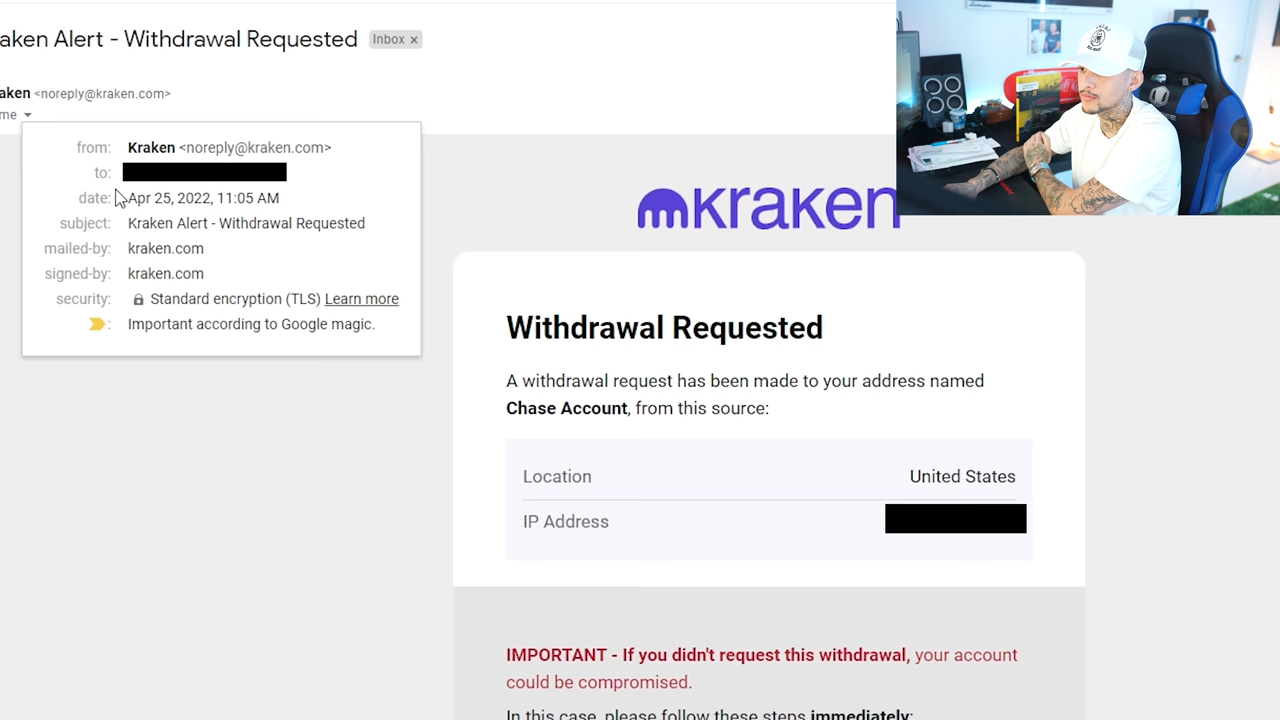 aken Alert - Withdrawal Requested Inbox ×
aken <noreply@kraken.com>
me
from: Kraken <noreply@kraken.com>
to:
date: Apr 25, 2022, 11:05 AM
subject: Kraken Alert - Withdrawal Requested
mailed-by: kraken.com
signed-by: kraken.com
security: Standard encryption (TLS) Learn more
: Important according to Google magic.
kraken
Withdrawal Requested
A withdrawal request has been made to your address named
Chase Account, from this source:
Location United States
IP Address
IMPORTANT - If you didn't request this withdrawal, your account
could be compromised.
In this case, please follow these steps immediately: